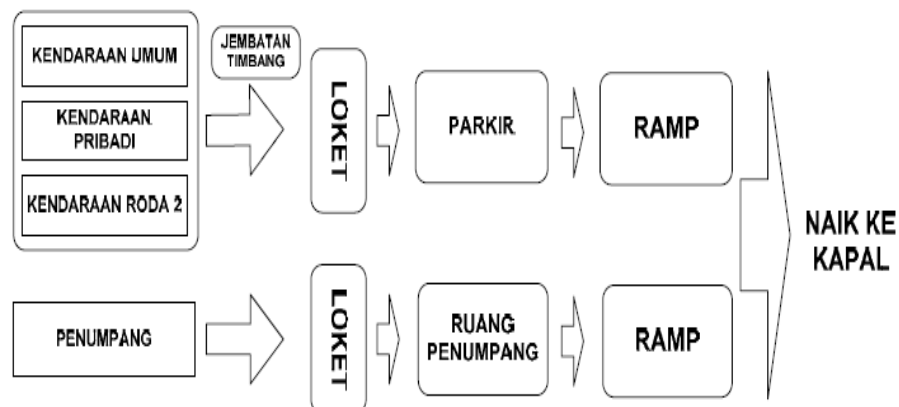 KENDARAAN UMUM
KENDARAAN
PRIBADI
KENDARAAN RODA 2
JEMBATAN
TIMBANG
LOKET
PARKIR
RAMP
PENUMPANG
LOKET
RUANG
PENUMPANG
RAMP
NAIK KE
KAPAL